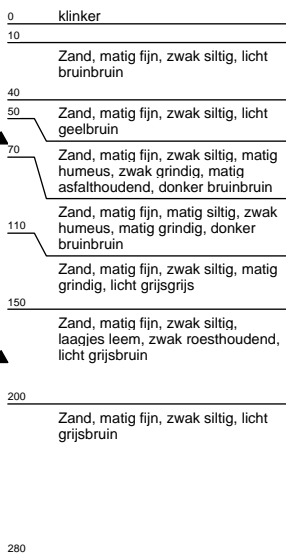 0 klinker
10
Zand, matig fijn, zwak siltig, licht
bruinbruin
40
50 Zand, matig fijn, zwak siltig, licht
geelbruin
70 Zand, matig fijn, zwak siltig, matig
humeus, zwak grindig, matig
asfalthoudend, donker bruinbruin
Zand, matig fijn, matig siltig, zwak
110 humeus, matig grindig, donker
bruinbruin
Zand, matig fijn, zwak siltig, matig
grindig, licht grijsgrijs
150
Zand, matig fijn, zwak siltig,
laagjes leem, zwak roesthoudend,
licht grijsbruin
200
Zand, matig fijn, zwak siltig, licht
grijsbruin
280